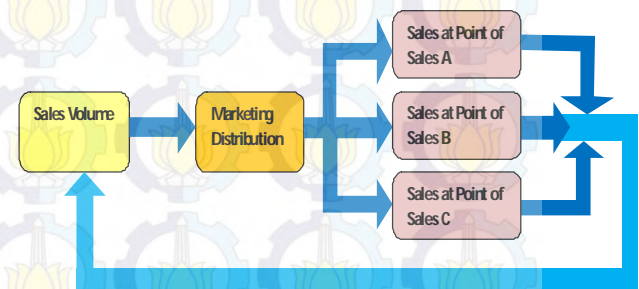 Sales at Point of
Sales A
Sales Volume
Marketing
Distribution
Sales at Point of
Sales B
Sales at Point of
Sales C